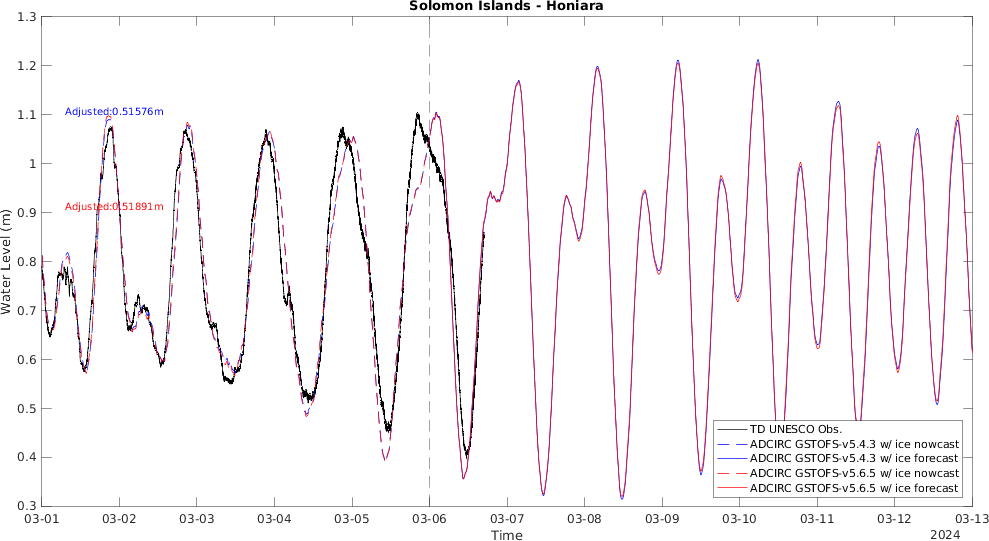 Solomon Islands - Honiara
1.3
1.2
1.1
1
0.9
0.8
0.7
0.6
0.5
0.4
0.3
Water Level (m)
Adjusted:0.51576m
Adjusted:0.51891m
TD UNESCO Obs.
ADCIRC GSTOFS-v5.4.3 w/ ice nowcast
ADCIRC GSTOFS-v5.4.3 w/ ice forecast
ADCIRC GSTOFS-v5.6.5 w/ ice nowcast
ADCIRC GSTOFS-v5.6.5 w/ ice forecast
03-01 03-02 03-03 03-04 03-05 03-06 03-07 03-08 03-09 03-10 03-11 03-12 03-13
Time
2024